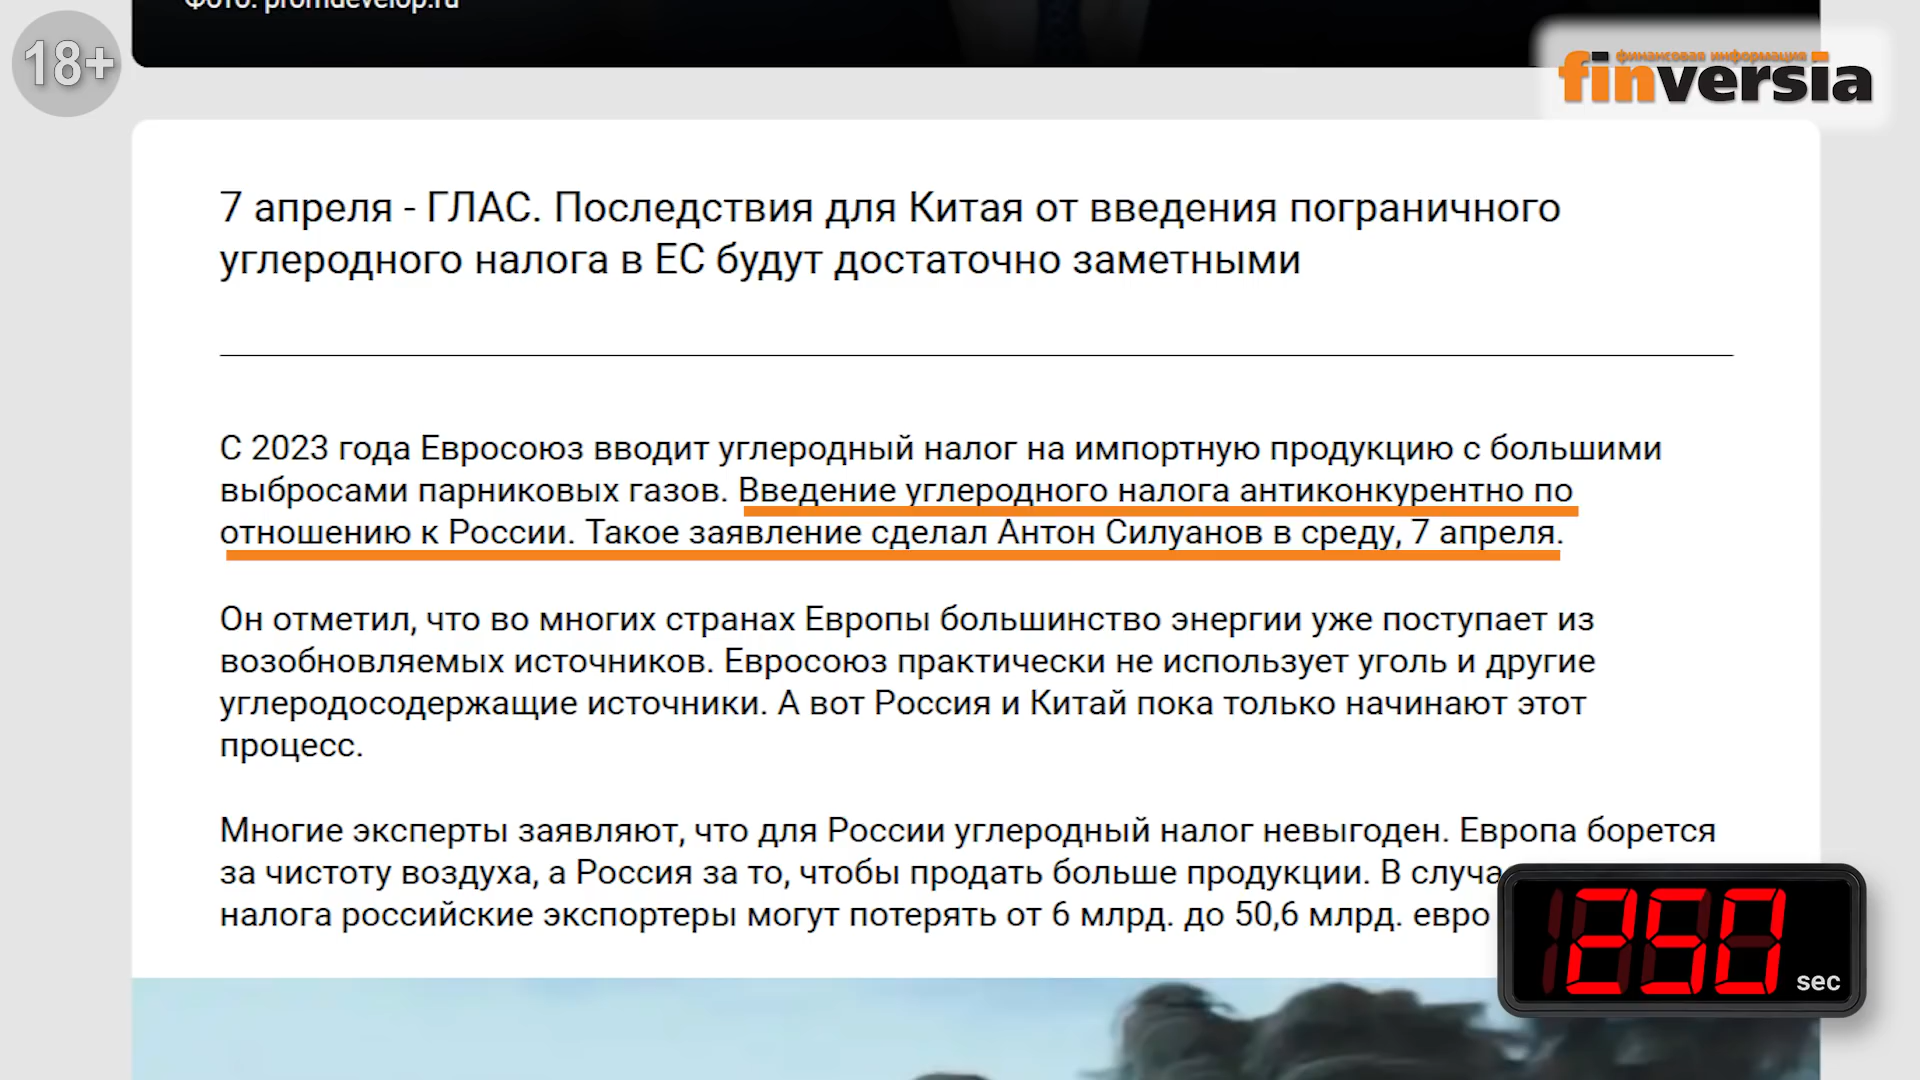 Фото: promdevelop.ru
18+
финансовая информация
finversia
7 апреля - ГЛАС. Последствия для Китая от введения пограничного
углеродного налога в ЕС будут достаточно заметными
С 2023 года Евросоюз вводит углеродный налог на импортную продукцию с большими
выбросами парниковых газов. Введение углеродного налога антиконкурентно по
отношению к России. Такое заявление сделал Антон Силуанов в среду, 7 апреля.
Он отметил, что во многих странах Европы большинство энергии уже поступает из
возобновляемых источников. Евросоюз практически не использует уголь и другие
углеродосодержащие источники. А вот Россия и Китай пока только начинают этот
процесс.
Многие эксперты заявляют, что для России углеродный налог невыгоден. Европа борется
за чистоту воздуха, а Россия за то, чтобы продать больше продукции. В случа
налога российские экспортеры могут потерять от 6 млрд. до 50,6 млрд. евро
250 sec